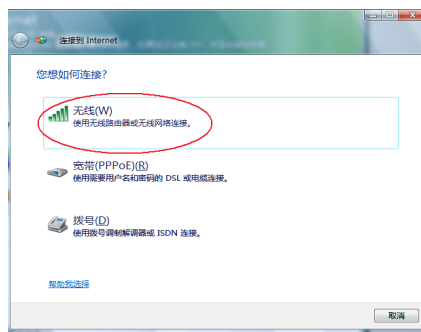 连接到 Internet
您想如何连接?
无线(W)
使用无线路由器或无线网络连接。
宽带(PPPoE)(R)
使用需要用户名和密码的 DSL 或电缆连接。
拨号(D)
使用拨号调制解调器或 ISDN 连接。
帮助我选择
取消